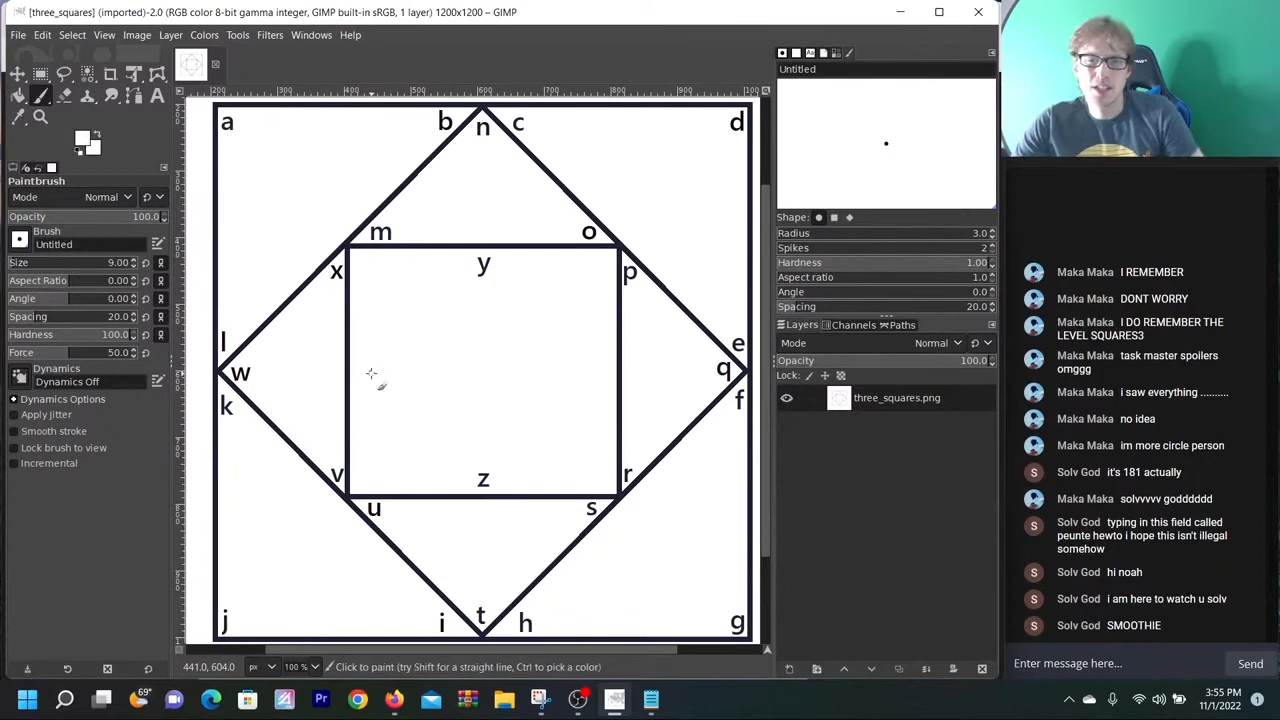 [three_squares] (imported)-2.0 (RGB color 8-bit gamma integer, GIMP built-in sRGB, 1 layer) 1200x1200 – GIMP
File Edit Select View Image Layer Colors Tools Filters Windows Help
Paintbrush
Mode Normal
Opacity 100.0
Brush
Untitled
Size 9.00
Aspect Ratio 0.00
Angle 0.00
Spacing 20.0
Hardness 100.0
Force 50.0
Dynamics
Dynamics Off
Dynamics Options
Apply Jitter
Smooth stroke
Lock brush to view
Incremental
200 300 400 500 600 700 800 900 100
a b n c d
m o
x y p
l e
w q
k f
v z r
u s
j i t h g
441.0, 604.0 px 100 % Click to paint (try Shift for a straight line, Ctrl to pick a color)
Untitled
Shape:
Radius 3.0
Spikes 2
Hardness 1.00
Aspect ratio 1.0
Angle 0.0
Spacing 20.0
Layers Channels Paths
Mode Normal
Opacity 100.0
Lock:
three_squares.png
Maka Maka I REMEMBER
Maka Maka DONT WORRY
Maka Maka I DO REMEMBER THE
LEVEL SQUARES3
Maka Maka task master spoilers
omggg
Maka Maka i saw everything ..........
Maka Maka no idea
Maka Maka im more circle person
Solv God it's 181 actually
Maka Maka solvvvvv godddddd
Solv God typing in this field called
peunte hewto i hope this isn't illegal
somehow
Solv God hi noah
Solv God i am here to watch u solv
Solv God SMOOTHIE
Enter message here... Send
69°
Pr
3:55 PM
11/1/2022